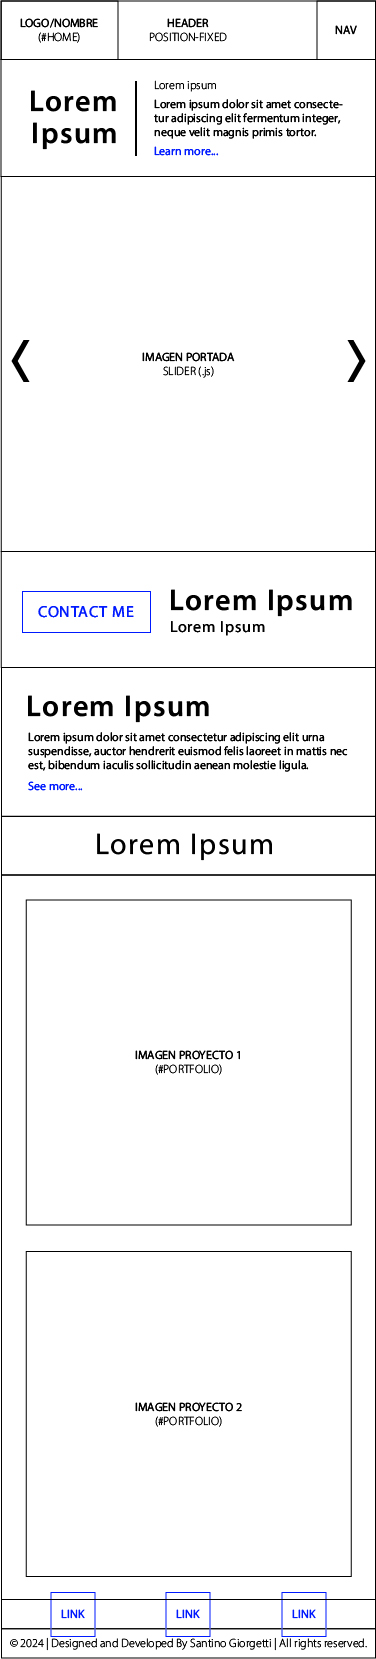 LOGO/NOMBRE
(#HOME)
HEADER
POSITION-FIXED
NAV
Lorem
Ipsum
Lorem ipsum
Lorem ipsum dolor sit amet consecte-
tur adipiscing elit fermentum integer,
neque velit magnis primis tortor.
Learn more...
IMAGEN PORTADA
SLIDER (.js)
CONTACT ME
Lorem Ipsum
Lorem Ipsum
Lorem Ipsum
Lorem ipsum dolor sit amet consectetur adipiscing elit urna
suspendisse, auctor hendrerit euismod felis laoreet in mattis nec
est, bibendum iaculis sollicitudin aenean molestie ligula.
See more...
Lorem Ipsum
IMAGEN PROYECTO 1
(#PORTFOLIO)
IMAGEN PROYECTO 2
(#PORTFOLIO)
LINK
LINK
LINK
© 2024 | Designed and Developed By Santino Giorgetti | All rights reserved.